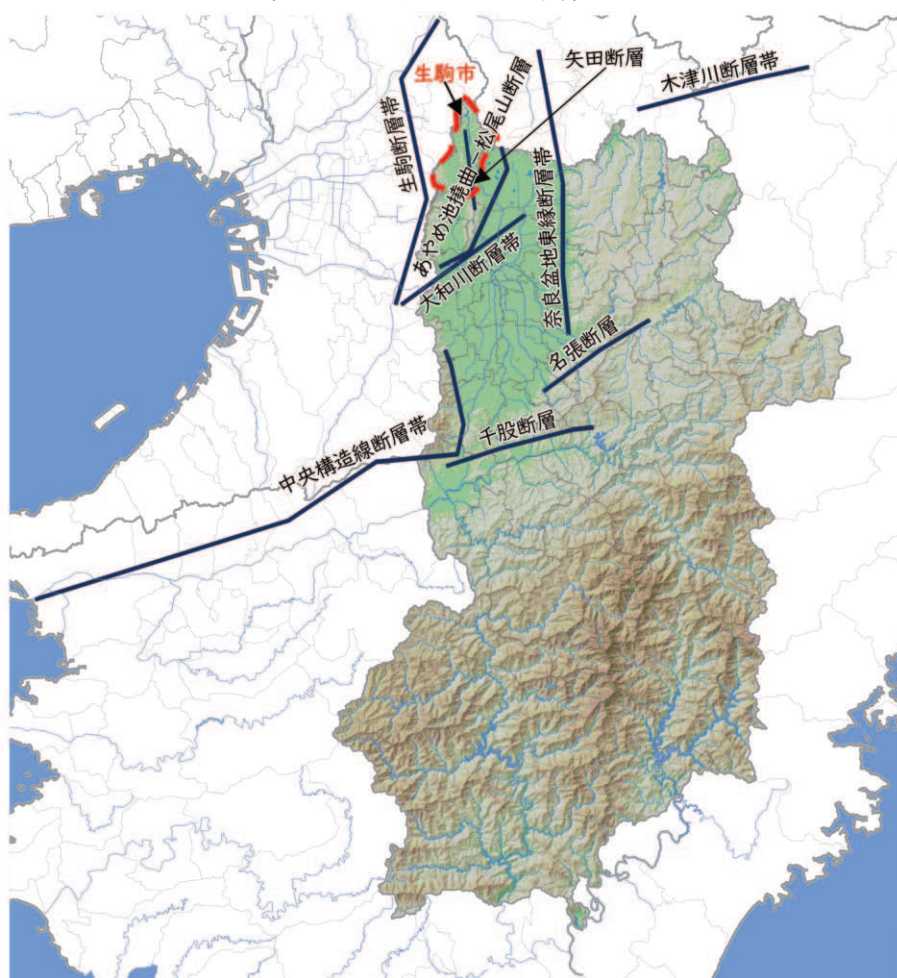 矢田断層
木津川断層帯
生駒市
生駒断層帯
あやめ池撓曲－松尾山断層
奈良盆地東縁断層帯
大和川断層帯
名張断層
千股断層
中央構造線断層帯